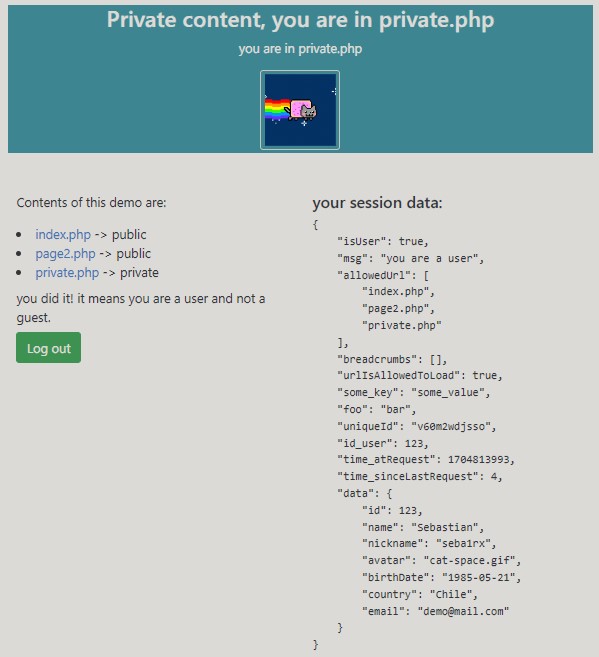 Private content, you are in private.php
you are in private.php
Contents of this demo are:
index.php -> public
page2.php -> public
private.php -> private
you did it! it means you are a user and not a
guest.
Log out
your session data:
{
    "isUser": true,
    "msg": "you are a user",
    "allowedUrl": [
        "index.php",
        "page2.php",
        "private.php"
    ],
    "breadcrumbs": [],
    "urlIsAllowedToLoad": true,
    "some_key": "some_value",
    "foo": "bar",
    "uniqueId": "v60m2wdjsso",
    "id_user": 123,
    "time_atRequest": 1704813993,
    "time_sinceLastRequest": 4,
    "data": {
        "id": 123,
        "name": "Sebastian",
        "nickname": "seba1rx",
        "avatar": "cat-space.gif",
        "birthDate": "1985-05-21",
        "country": "Chile",
        "email": "demo@mail.com"
    }
}